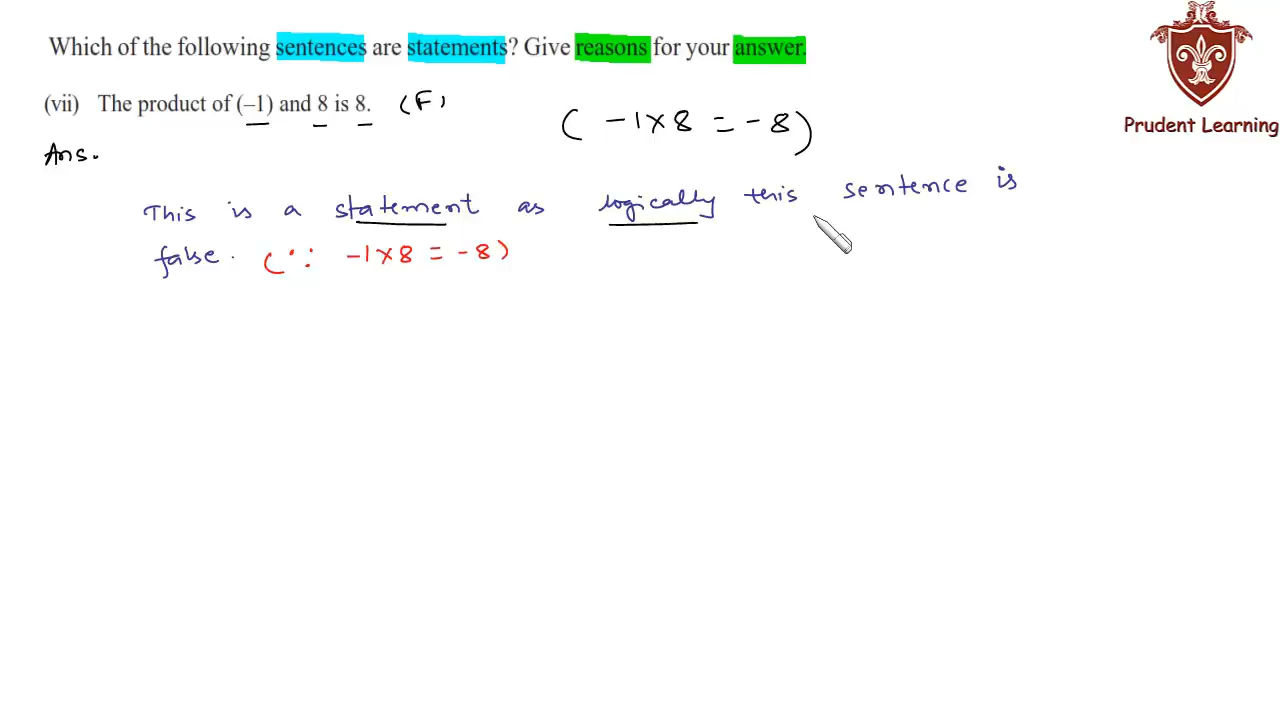 Which of the following sentences are statements? Give reasons for your answer.
Prudent Learning
(vii) The product of (–1) and 8 is 8. (F)
( -1 × 8 = -8 )
Ans.
This is a statement as logically this sentence is
false. (∵ -1 × 8 = -8)